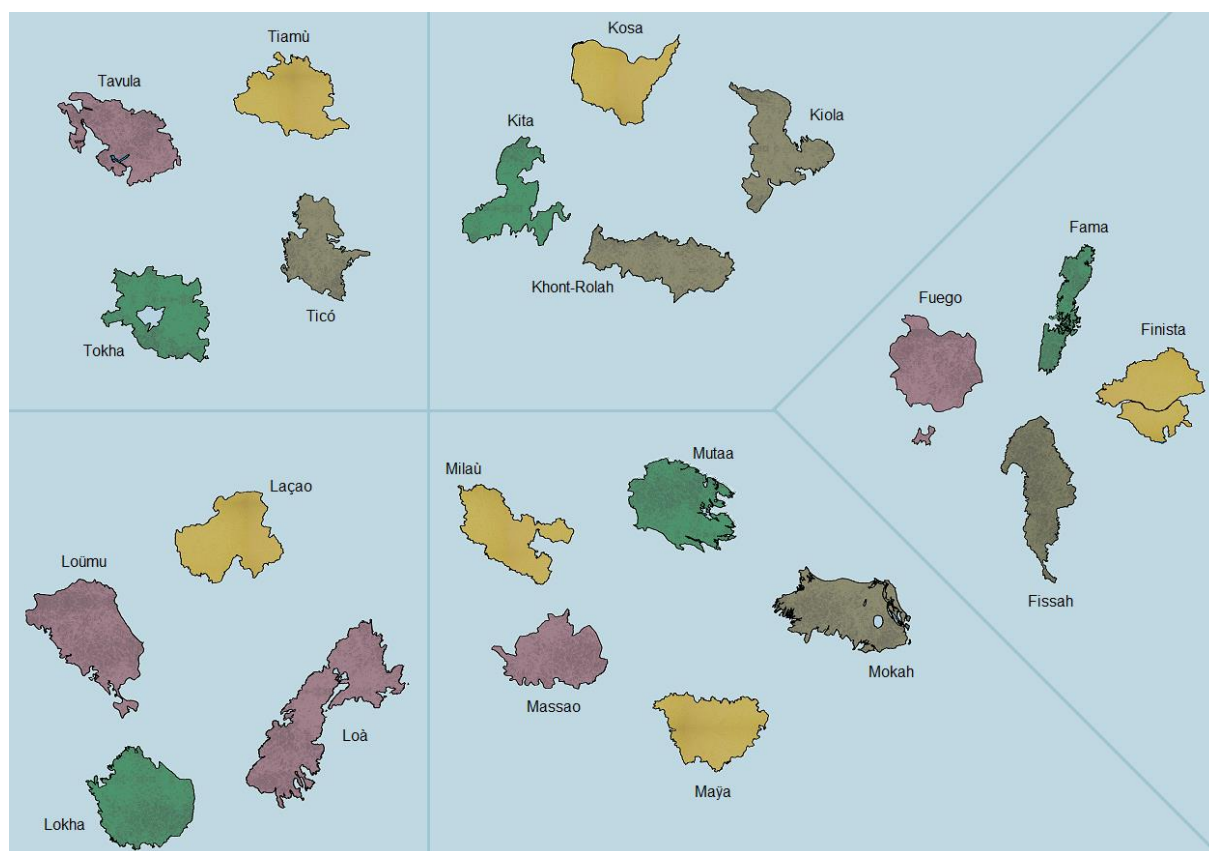 Tiamù
Tavula
Ticó
Tokha
Kosa
Kiola
Kita
Khont-Rolah
Fama
Fuego
Finista
Fissah
Laçao
Loümu
Loà
Lokha
Milaù
Mutaa
Mokah
Massao
Maÿa